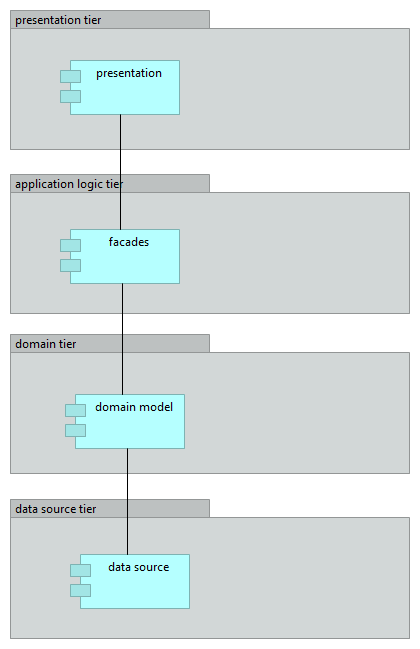 presentation tier
presentation
application logic tier
facades
domain tier
domain model
data source tier
data source